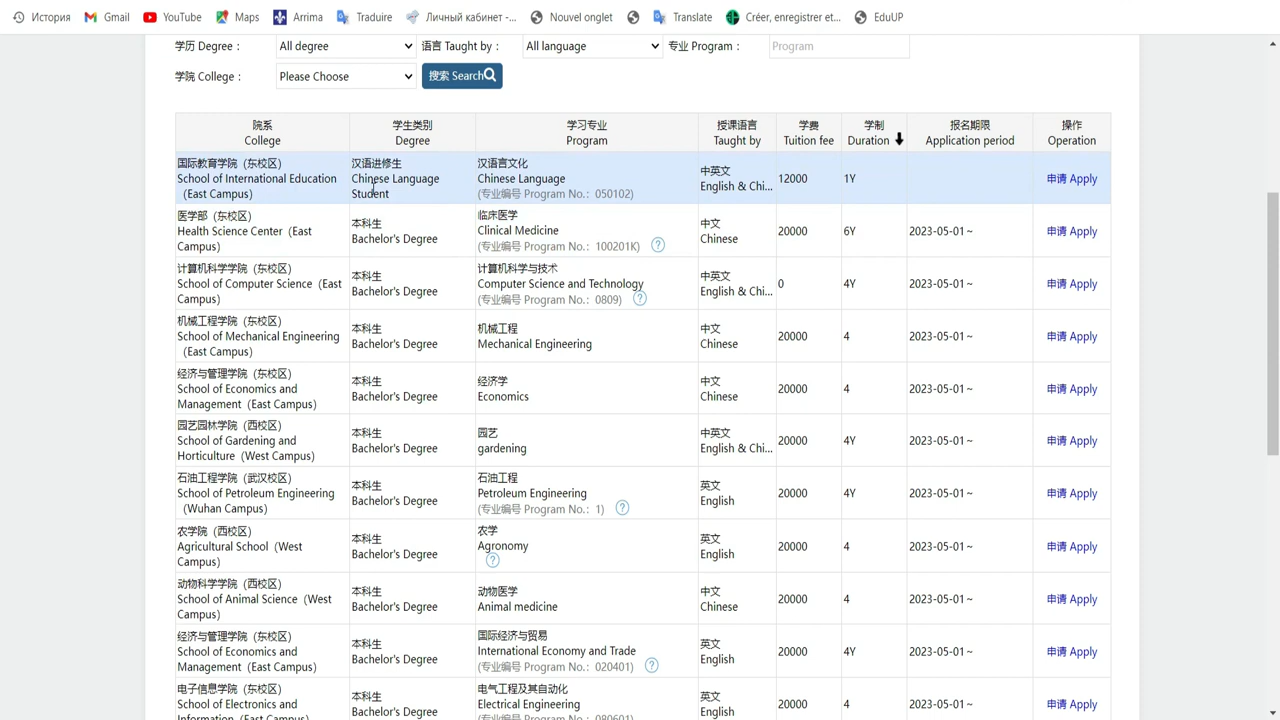 История Gmail YouTube Maps Arrima Traduire Личный кабинет -... Nouvel onglet Translate Créer, enregistrer et... EduUP
学历 Degree： All degree 语言 Taught by： All language 专业 Program： Program
学院 College： Please Choose 搜索 Search
院系 学生类别 学习专业 授课语言 学费 学制 报名期限 操作
College Degree Program Taught by Tuition fee Duration Application period Operation
国际教育学院（东校区）
School of International Education
（East Campus）
汉语进修生
Chinese Language
Student
汉语言文化
Chinese Language
(专业编号 Program No.：050102)
中英文
English & Chi...
12000
1Y
申请 Apply
医学部（东校区）
Health Science Center（East
Campus）
本科生
Bachelor's Degree
临床医学
Clinical Medicine
(专业编号 Program No.：100201K) ?
中文
Chinese
20000
6Y
2023-05-01 ~
申请 Apply
计算机科学学院（东校区）
School of Computer Science（East
Campus）
本科生
Bachelor's Degree
计算机科学与技术
Computer Science and Technology
(专业编号 Program No.：0809) ?
中英文
English & Chi...
0
4Y
2023-05-01 ~
申请 Apply
机械工程学院（东校区）
School of Mechanical Engineering
（East Campus）
本科生
Bachelor's Degree
机械工程
Mechanical Engineering
中文
Chinese
20000
4
2023-05-01 ~
申请 Apply
经济与管理学院（东校区）
School of Economics and
Management（East Campus）
本科生
Bachelor's Degree
经济学
Economics
中文
Chinese
20000
4
2023-05-01 ~
申请 Apply
园艺园林学院（西校区）
School of Gardening and
Horticulture（West Campus）
本科生
Bachelor's Degree
园艺
gardening
中英文
English & Chi...
20000
4Y
2023-05-01 ~
申请 Apply
石油工程学院（武汉校区）
School of Petroleum Engineering
（Wuhan Campus）
本科生
Bachelor's Degree
石油工程
Petroleum Engineering
(专业编号 Program No.：1) ?
英文
English
20000
4Y
2023-05-01 ~
申请 Apply
农学院（西校区）
Agricultural School（West
Campus）
本科生
Bachelor's Degree
农学
Agronomy
?
英文
English
20000
4
2023-05-01 ~
申请 Apply
动物科学学院（西校区）
School of Animal Science（West
Campus）
本科生
Bachelor's Degree
动物医学
Animal medicine
中文
Chinese
20000
4
2023-05-01 ~
申请 Apply
经济与管理学院（东校区）
School of Economics and
Management（East Campus）
本科生
Bachelor's Degree
国际经济与贸易
International Economy and Trade
(专业编号 Program No.：020401) ?
英文
English
20000
4Y
2023-05-01 ~
申请 Apply
电子信息学院（东校区）
School of Electronics and
Information（East Campus）
本科生
Bachelor's Degree
电气工程及其自动化
Electrical Engineering
(专业编号 Program No.：080601)
英文
English
20000
4
2023-05-01 ~
申请 Apply